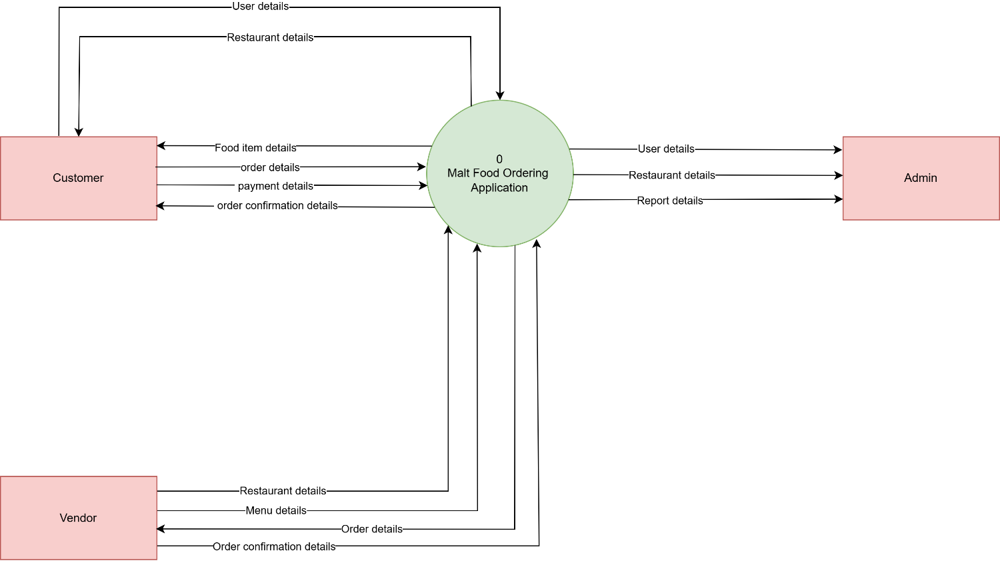 User details
Restaurant details
Food item details
order details
payment details
order confirmation details
Customer
0
Malt Food Ordering
Application
User details
Restaurant details
Report details
Admin
Vendor
Restaurant details
Menu details
Order details
Order confirmation details